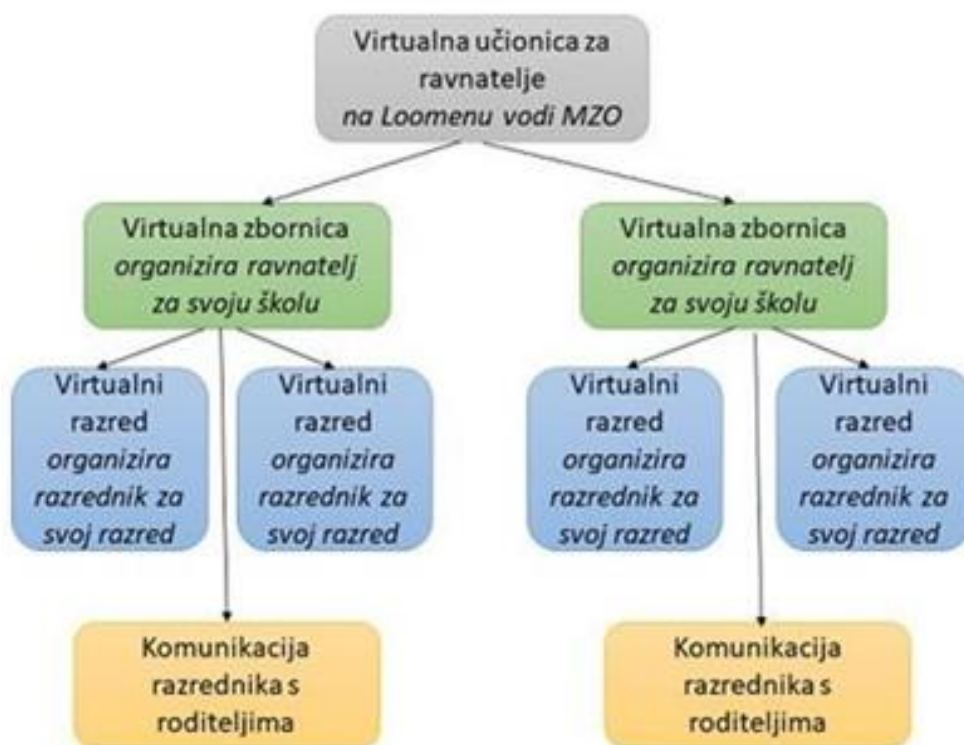 Virtualna učionica za
ravnatelje
na Loomenu vodi MZO
Virtualna zbornica
organizira ravnatelj
za svoju školu
Virtualna zbornica
organizira ravnatelj
za svoju školu
Virtualni
razred
organizira
razrednik za
svoj razred
Virtualni
razred
organizira
razrednik za
svoj razred
Virtualni
razred
organizira
razrednik za
svoj razred
Virtualni
razred
organizira
razrednik za
svoj razred
Komunikacija
razrednika s
roditeljima
Komunikacija
razrednika s
roditeljima